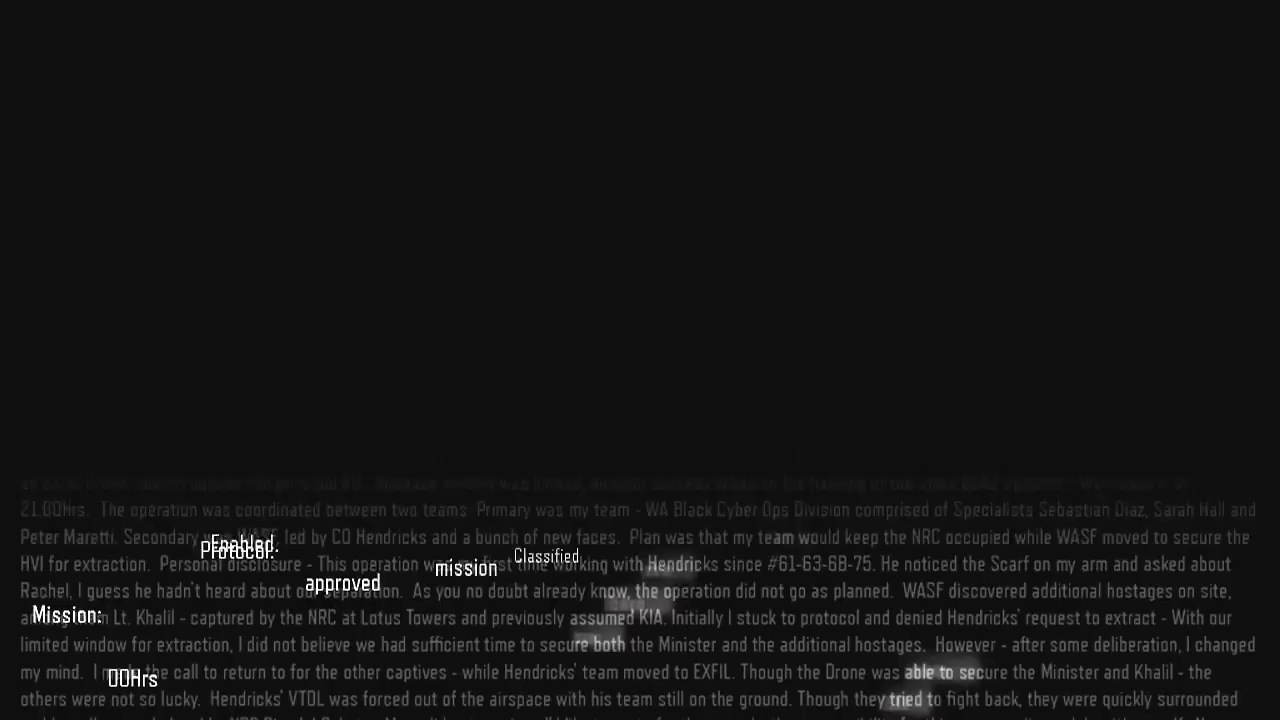 21.00Hrs. The operation was coordinated between two teams. Primary was my team - WA Black Cyber Ops Division comprised of Specialists Sebastian Diaz, Sarah Hall and
Peter Maretti. Secondary WASF, led by CO Hendricks and a bunch of new faces. Plan was that my team would keep the NRC occupied while WASF moved to secure the
Enabled.
Protocol:
Classified
HVI for extraction. Personal disclosure - This operation time working with Hendricks since #61-63-6B-75. He noticed the Scarf on my arm and asked about
mission
approved
Rachel, I guess he hadn't heard about As you no doubt already know, the operation did not go as planned. WASF discovered additional hostages on site,
Mission:
Lt. Khalil - captured by the NRC at Lotus Towers and previously assumed KIA. Initially I stuck to protocol and denied Hendricks' request to extract - With our
limited window for extraction, I did not believe we had sufficient time to secure both the Minister and the additional hostages. However - after some deliberation, I changed
my mind. I the call to return to for the other captives - while Hendricks' team moved to EXFIL. Though the Drone was able to secure the Minister and Khalil - the
00Hrs
others were not so lucky. Hendricks' VTOL was forced out of the airspace with his team still on the ground. Though they tried to fight back, they were quickly surrounded